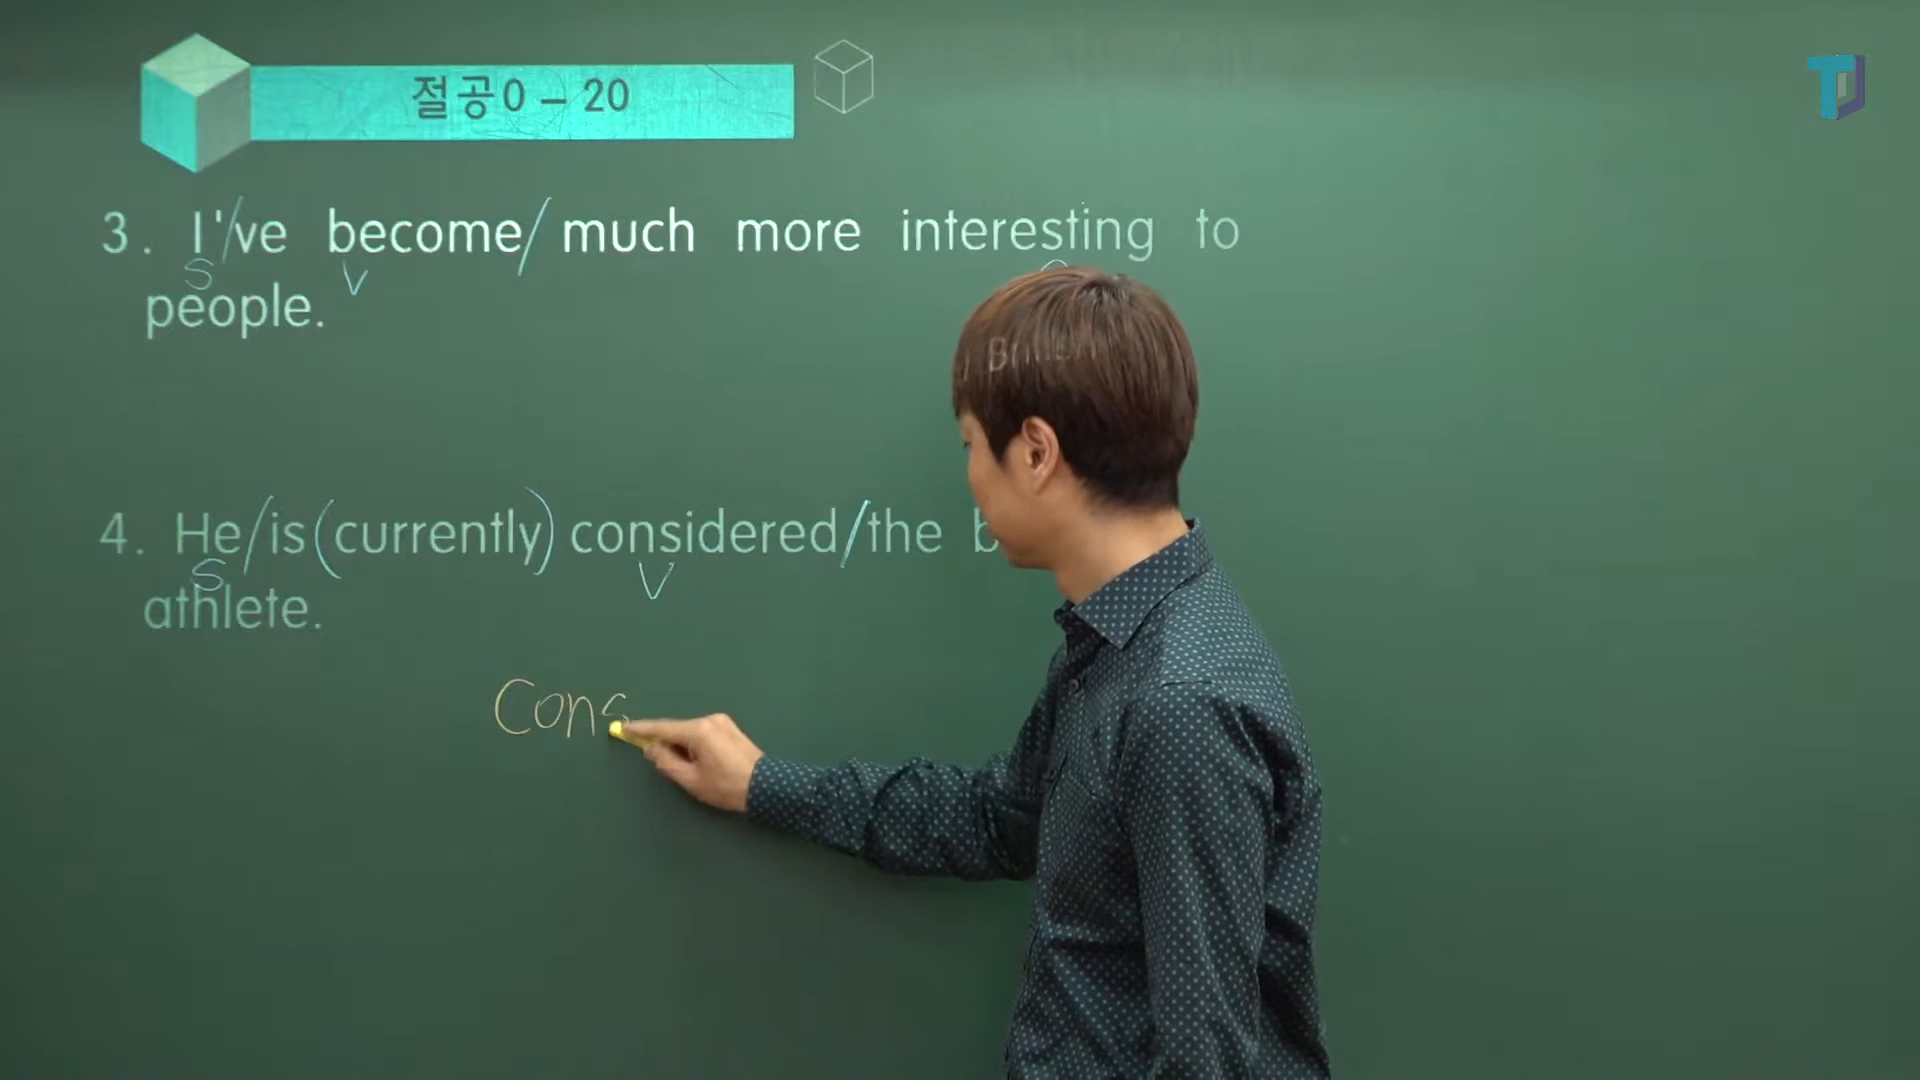 절공0 – 20
3. I've become much more interesting to
S V
people.
4. He/is(currently) considered/the
S V
athlete.
Cons
TJ